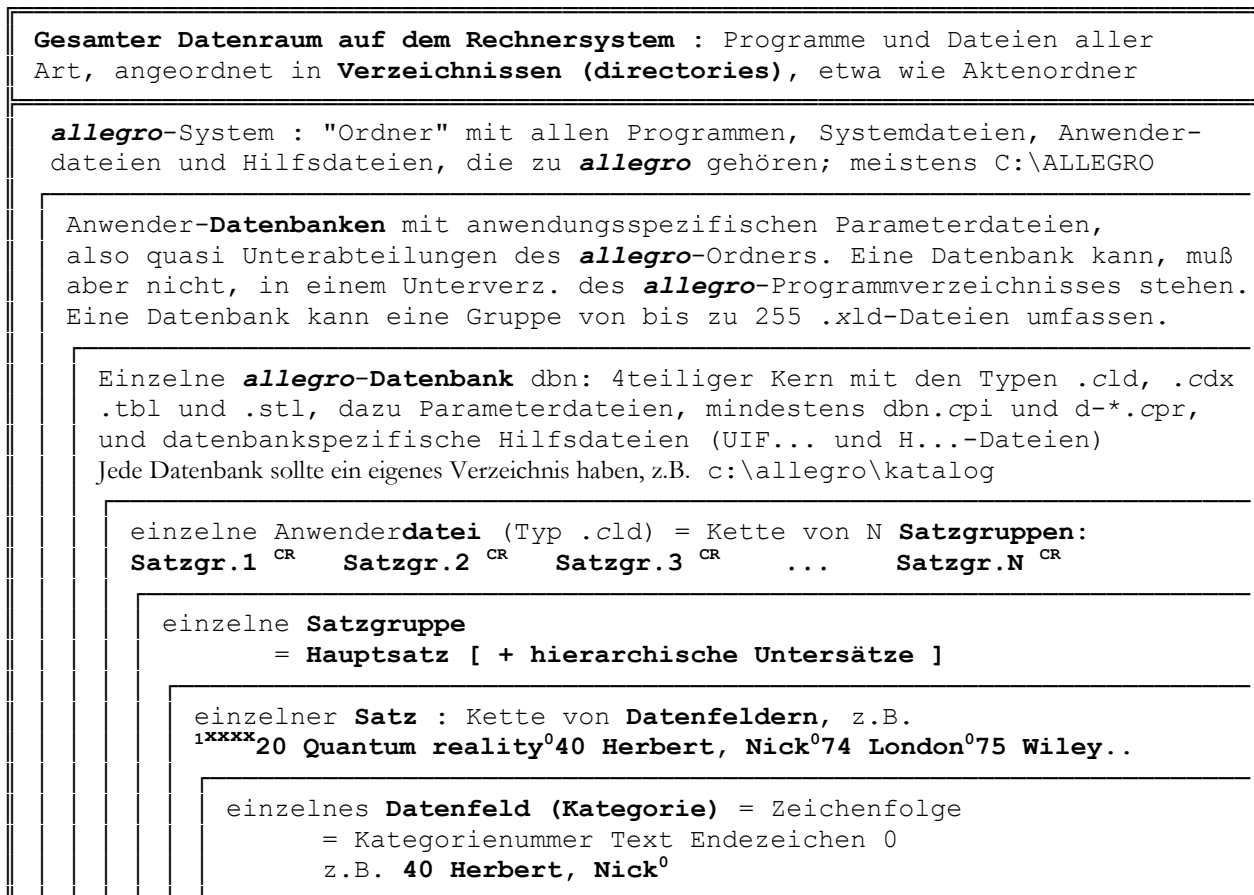 Gesamter Datenraum auf dem Rechnersystem : Programme und Dateien aller
Art, angeordnet in Verzeichnissen (directories), etwa wie Aktenordner
allegro-System : "Ordner" mit allen Programmen, Systemdateien, Anwender-
dateien und Hilfsdateien, die zu allegro gehören; meistens C:\ALLEGRO
Anwender-Datenbanken mit anwendungsspezifischen Parameterdateien,
also quasi Unterabteilungen des allegro-Ordners. Eine Datenbank kann, muß
aber nicht, in einem Unterverz. des allegro-Programmverzeichnisses stehen.
Eine Datenbank kann eine Gruppe von bis zu 255 .xld-Dateien umfassen.
Einzelne allegro-Datenbank dbn: 4teiliger Kern mit den Typen .cld, .cdx
.tbl und .stl, dazu Parameterdateien, mindestens dbn.cpi und d-*.cpr,
und datenbankspezifische Hilfsdateien (UIF... und H...-Dateien)
Jede Datenbank sollte ein eigenes Verzeichnis haben, z.B. c:\allegro\katalog
einzelne Anwenderdatei (Typ .cld) = Kette von N Satzgruppen:
Satzgr.1 CR Satzgr.2 CR Satzgr.3 CR ... Satzgr.N CR
einzelne Satzgruppe
= Hauptsatz [ + hierarchische Untersätze ]
einzelner Satz : Kette von Datenfeldern, z.B.
1xxxx20 Quantum reality040 Herbert, Nick074 London075 Wiley..
einzelnes Datenfeld (Kategorie) = Zeichenfolge
= Kategorienummer Text Endezeichen 0
z.B. 40 Herbert, Nick0